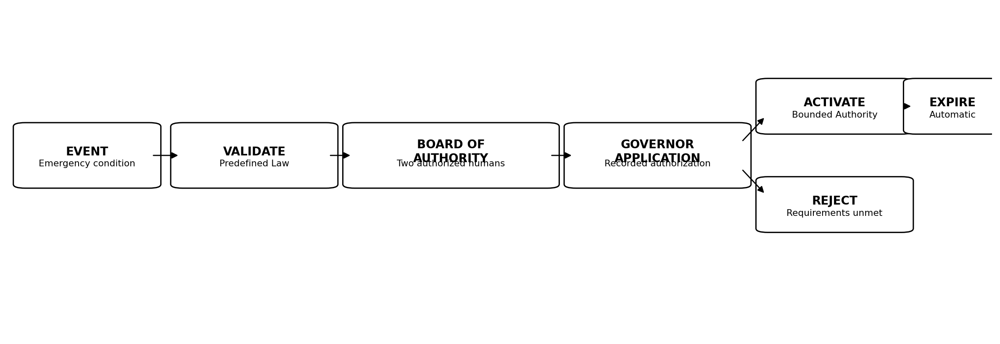 EVENT
Emergency condition
VALIDATE
Predefined Law
BOARD OF
AUTHORITY
Two authorized humans
GOVERNOR
APPLICATION
Recorded authorization
ACTIVATE
Bounded Authority
EXPIRE
Automatic
REJECT
Requirements unmet